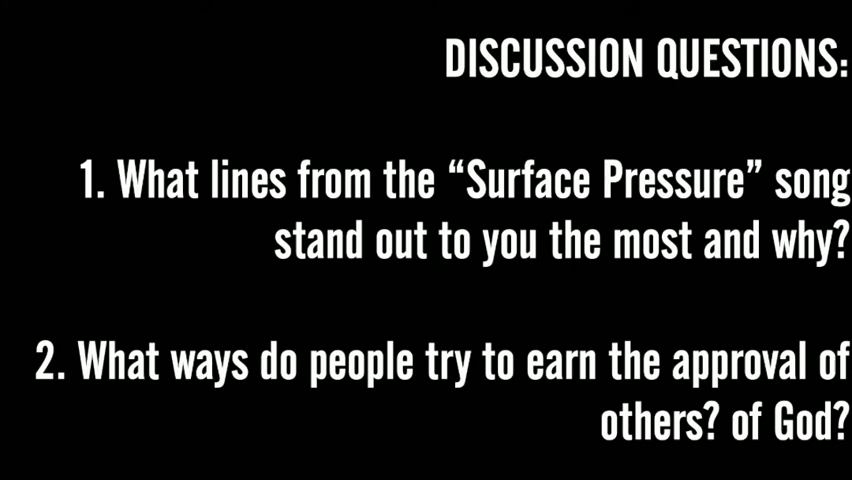 DISCUSSION QUESTIONS:
1. What lines from the “Surface Pressure” song
stand out to you the most and why?
2. What ways do people try to earn the approval of
others? of God?